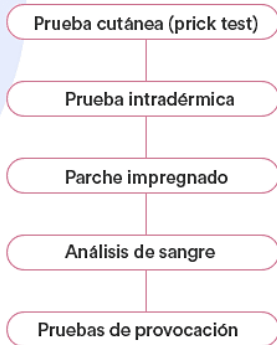 Prueba cutánea (prick test)
Prueba intradérmica
Parche impregnado
Análisis de sangre
Pruebas de provocación